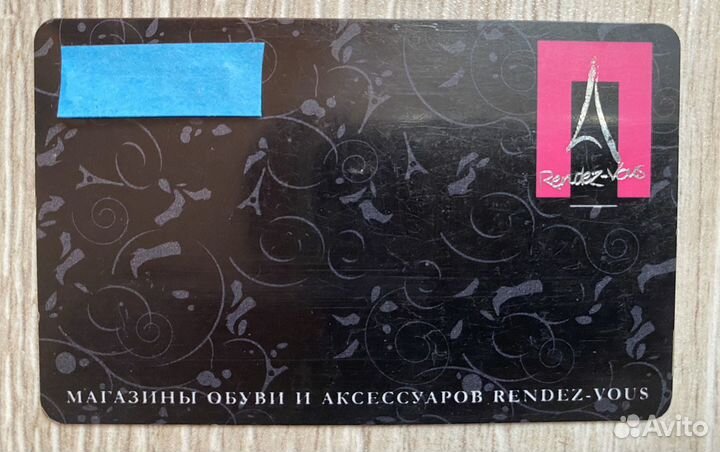 Rendez-Vous
МАГАЗИНЫ ОБУВИ И АКСЕССУАРОВ RENDEZ-VOUS
Avito